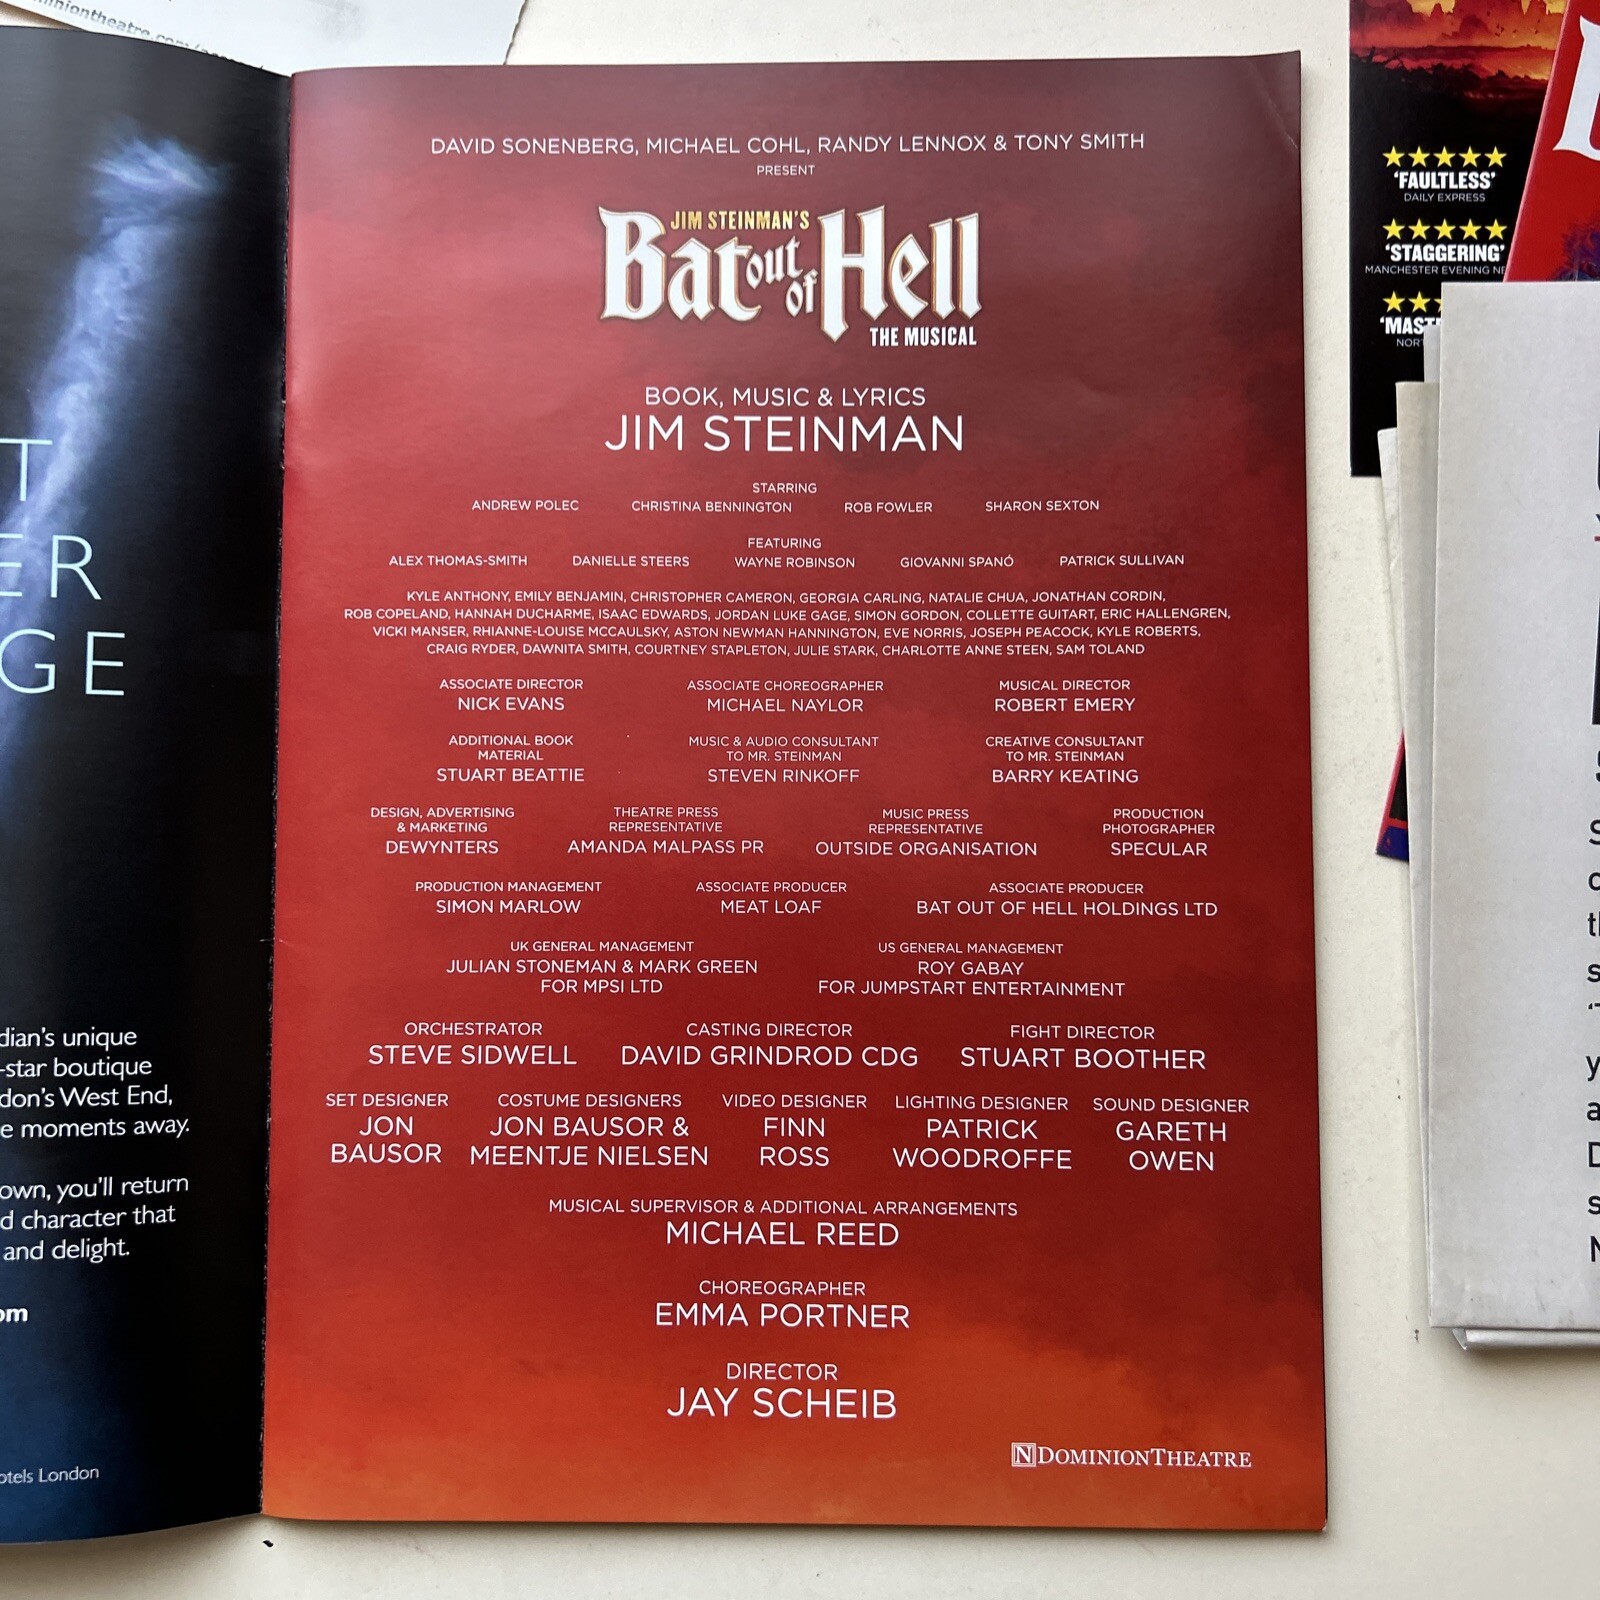 DAVID SONENBERG, MICHAEL COHL, RANDY LENNOX & TONY SMITH
PRESENT
JIM STEINMAN'S
Bat out of Hell
THE MUSICAL
BOOK, MUSIC & LYRICS
JIM STEINMAN
STARRING
ANDREW POLEC CHRISTINA BENNINGTON ROB FOWLER SHARON SEXTON
FEATURING
ALEX THOMAS-SMITH DANIELLE STEERS WAYNE ROBINSON GIOVANNI SPANÓ PATRICK SULLIVAN
KYLE ANTHONY, EMILY BENJAMIN, CHRISTOPHER CAMERON, GEORGIA CARLING, NATALIE CHUA, JONATHAN CORDIN,
ROB COPELAND, HANNAH DUCHARME, ISAAC EDWARDS, JORDAN LUKE GAGE, SIMON GORDON, COLLETTE GUITART, ERIC HALLENGREN,
VICKI MANSER, RHIANNE-LOUISE MCCAULSKY, ASTON NEWMAN HANNINGTON, EVE NORRIS, JOSEPH PEACOCK, KYLE ROBERTS,
CRAIG RYDER, DAWNITA SMITH, COURTNEY STAPLETON, JULIE STARK, CHARLOTTE ANNE STEEN, SAM TOLAND
ASSOCIATE DIRECTOR
NICK EVANS
ASSOCIATE CHOREOGRAPHER
MICHAEL NAYLOR
MUSICAL DIRECTOR
ROBERT EMERY
ADDITIONAL BOOK
MATERIAL
STUART BEATTIE
MUSIC & AUDIO CONSULTANT
TO MR. STEINMAN
STEVEN RINKOFF
CREATIVE CONSULTANT
TO MR. STEINMAN
BARRY KEATING
DESIGN, ADVERTISING
& MARKETING
DEWYNTERS
THEATRE PRESS
REPRESENTATIVE
AMANDA MALPASS PR
MUSIC PRESS
REPRESENTATIVE
OUTSIDE ORGANISATION
PRODUCTION
PHOTOGRAPHER
SPECULAR
PRODUCTION MANAGEMENT
SIMON MARLOW
ASSOCIATE PRODUCER
MEAT LOAF
ASSOCIATE PRODUCER
BAT OUT OF HELL HOLDINGS LTD
UK GENERAL MANAGEMENT
JULIAN STONEMAN & MARK GREEN
FOR MPSI LTD
US GENERAL MANAGEMENT
ROY GABAY
FOR JUMPSTART ENTERTAINMENT
ORCHESTRATOR
STEVE SIDWELL
CASTING DIRECTOR
DAVID GRINDROD CDG
FIGHT DIRECTOR
STUART BOOTHER
SET DESIGNER
JON
BAUSOR
COSTUME DESIGNERS
JON BAUSOR &
MEENTJE NIELSEN
VIDEO DESIGNER
FINN
ROSS
LIGHTING DESIGNER
PATRICK
WOODROFFE
SOUND DESIGNER
GARETH
OWEN
MUSICAL SUPERVISOR & ADDITIONAL ARRANGEMENTS
MICHAEL REED
CHOREOGRAPHER
EMMA PORTNER
DIRECTOR
JAY SCHEIB
DOMINIONTHEATRE
dian's unique
-star boutique
don's West End,
e moments away.
own, you'll return
d character that
and delight.
om
otels London
'FAULTLESS'
DAILY EXPRESS
'STAGGERING'
MANCHESTER EVENING NE